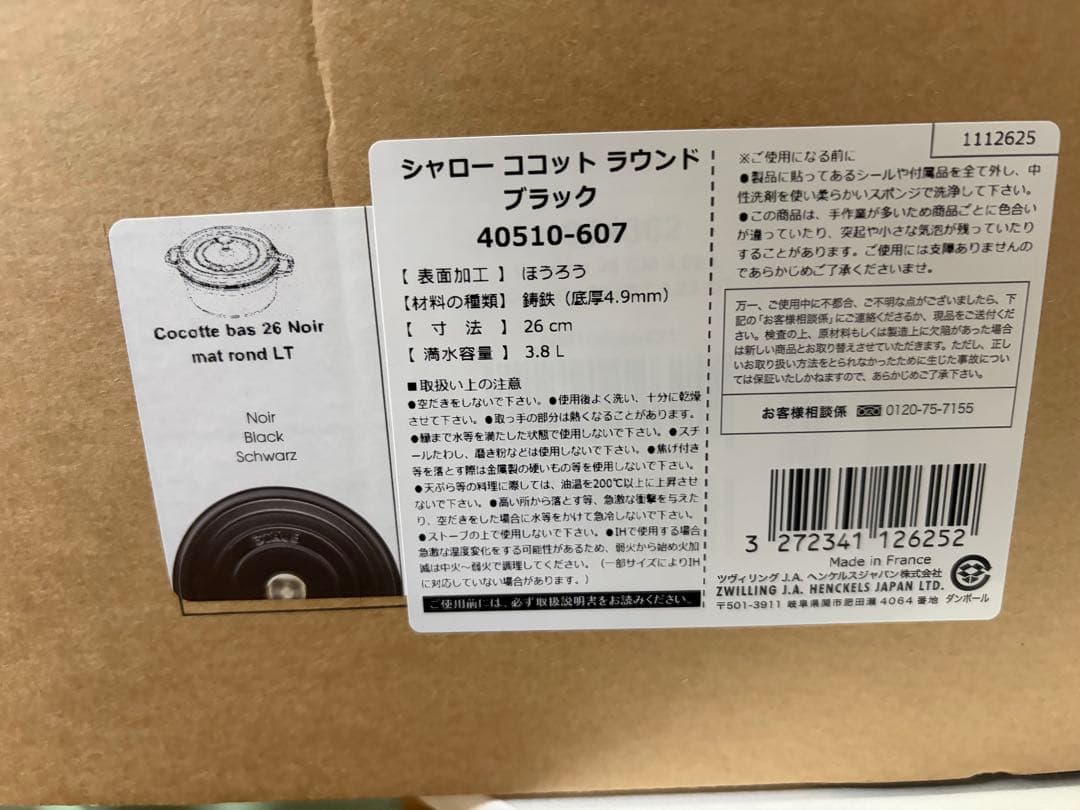 Cocotte bas 26 Noir
mat rond LT
Noir
Black
Schwarz
STAUB
シャロー ココット ラウンド
ブラック
40510-607
【 表面加工 】 ほうろう
【材料の種類】 鋳鉄（底厚4.9mm）
【 寸 法 】 26 cm
【 満水容量 】 3.8 L
■取扱い上の注意
●空だきをしないで下さい。●使用後よく洗い、十分に乾燥
させて下さい。●取っ手の部分は熱くなることがあります。
●縁まで水等を満たした状態で使用しないで下さい。●スチ
ールたわし、磨き粉などは使用しないで下さい。●焦げ付き
等を落とす際は金属製の硬いもの等を使用しないで下さい。
●天ぷら等の料理に際しては、油温を200℃以上に上昇させ
ないで下さい。●高い所から落とす等、急激な衝撃を与えた
り、空だきをした場合に水等をかけて急冷しないで下さい。
●ストーブの上で使用しないで下さい。●IHで使用する場合
急激な温度変化をする可能性があるため、弱火から始め火加
減は中火～弱火で調理してください。（一部サイズによりIH
に対応していない場合があります。）
ご使用前には、必ず取扱説明書をお読みください。
1112625
※ご使用になる前に
●製品に貼ってあるシールや付属品を全て外し、中
性洗剤を使い柔らかいスポンジで洗浄して下さい。
●この商品は、手作業が多いため商品ごとに色合い
が違っていたり、突起や小さな気泡が残っていたり
することがあります。ご使用には支障ありませんの
であらかじめご了承くださいませ。
万一、ご使用中に不都合、ご不明な点がございましたら、下
記の「お客様相談係」にご連絡くださるか、現品をご送付くだ
さい。検査の上、原材料もしくは製造上に欠陥があった場合
は新しい商品とお取り替えさせていただきます。ただし、正し
いお取り扱い方法をとられなかったために生じた事故につい
ては保証いたしかねますので、あらかじめご了承下さい。
お客様相談係 0120-75-7155
3 272341 126252
Made in France
ツヴィリング J.A. ヘンケルスジャパン株式会社
ZWILLING J.A. HENCKELS JAPAN LTD.
〒501-3911 岐阜県関市肥田瀬 4064 番地
ダンボール